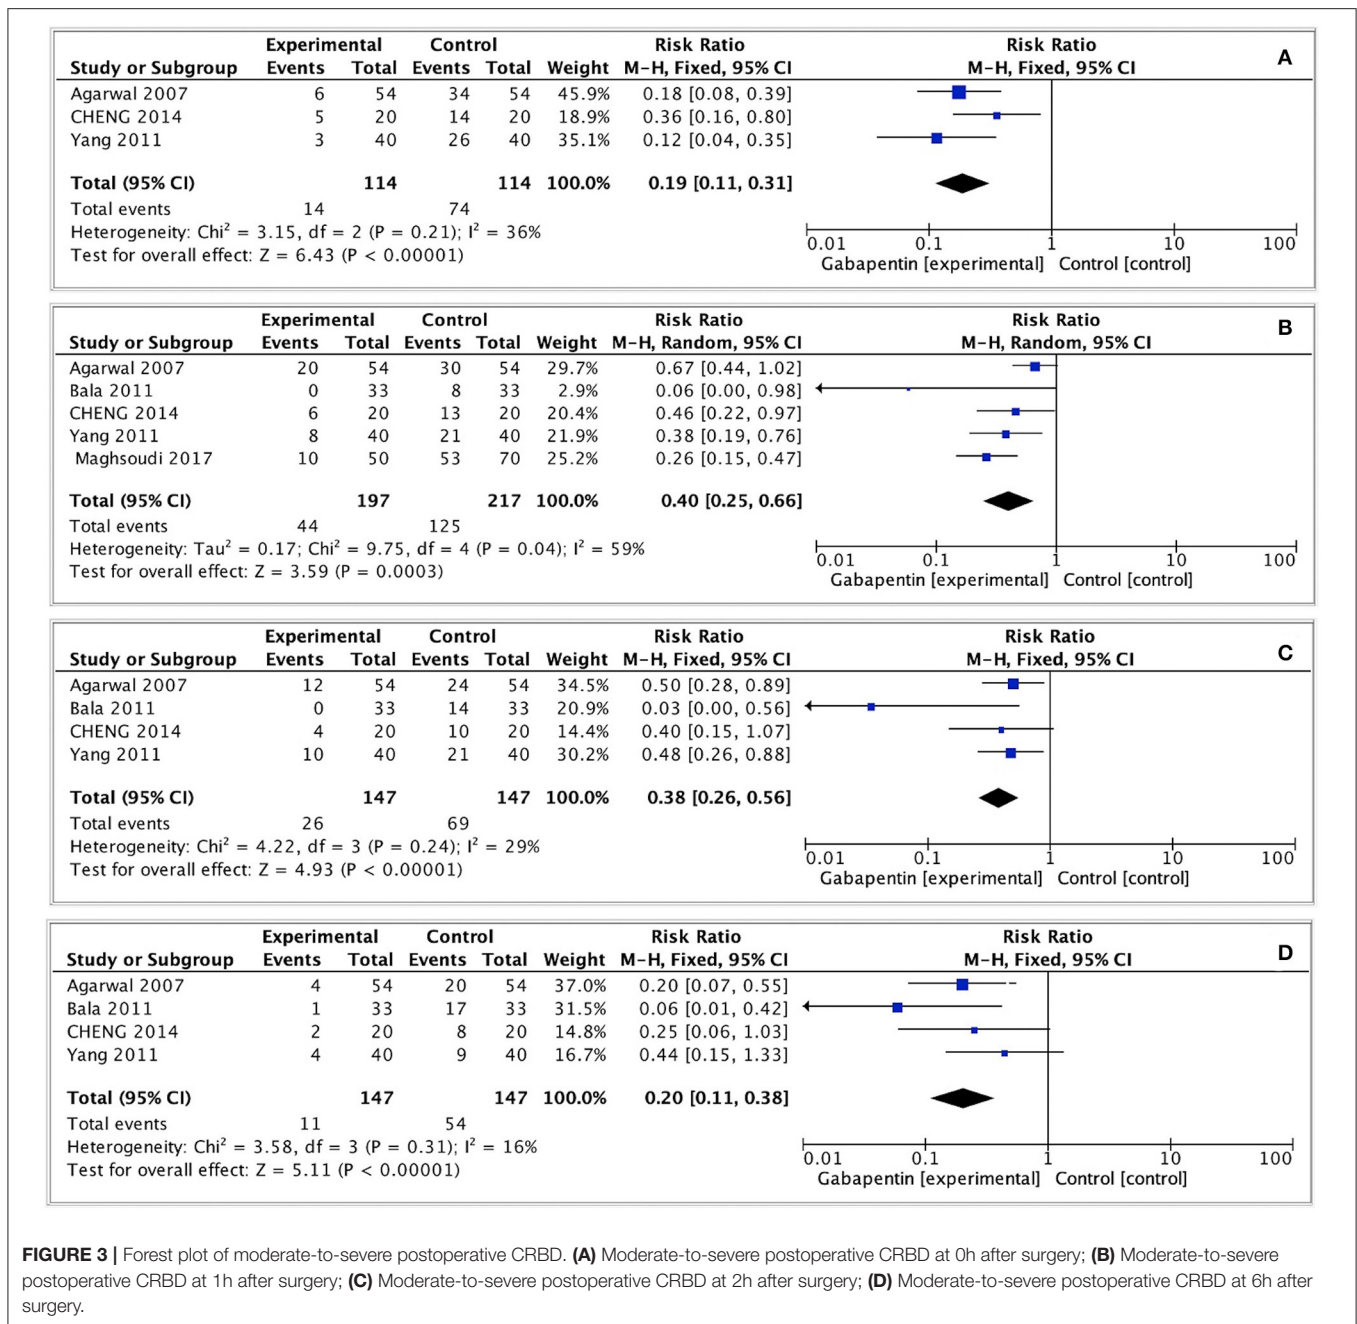 Experimental Control Risk Ratio Risk Ratio A
Study or Subgroup Events Total Events Total Weight M-H, Fixed, 95% CI M-H, Fixed, 95% CI
Agarwal 2007 6 54 34 54 45.9% 0.18 [0.08, 0.39]
CHENG 2014 5 20 14 20 18.9% 0.36 [0.16, 0.80]
Yang 2011 3 40 26 40 35.1% 0.12 [0.04, 0.35]
Total (95% CI) 114 114 100.0% 0.19 [0.11, 0.31]
Total events 14 74
Heterogeneity: Chi² = 3.15, df = 2 (P = 0.21); I² = 36%
Test for overall effect: Z = 6.43 (P < 0.00001)
0.01 0.1 1 10 100
Gabapentin [experimental] Control [control]
Experimental Control Risk Ratio Risk Ratio B
Study or Subgroup Events Total Events Total Weight M-H, Random, 95% CI M-H, Random, 95% CI
Agarwal 2007 20 54 30 54 29.7% 0.67 [0.44, 1.02]
Bala 2011 0 33 8 33 2.9% 0.06 [0.00, 0.98]
CHENG 2014 6 20 13 20 20.4% 0.46 [0.22, 0.97]
Yang 2011 8 40 21 40 21.9% 0.38 [0.19, 0.76]
Maghsoudi 2017 10 50 53 70 25.2% 0.26 [0.15, 0.47]
Total (95% CI) 197 217 100.0% 0.40 [0.25, 0.66]
Total events 44 125
Heterogeneity: Tau² = 0.17; Chi² = 9.75, df = 4 (P = 0.04); I² = 59%
Test for overall effect: Z = 3.59 (P = 0.0003)
0.01 0.1 1 10 100
Gabapentin [experimental] Control [control]
Experimental Control Risk Ratio Risk Ratio C
Study or Subgroup Events Total Events Total Weight M-H, Fixed, 95% CI M-H, Fixed, 95% CI
Agarwal 2007 12 54 24 54 34.5% 0.50 [0.28, 0.89]
Bala 2011 0 33 14 33 20.9% 0.03 [0.00, 0.56]
CHENG 2014 4 20 10 20 14.4% 0.40 [0.15, 1.07]
Yang 2011 10 40 21 40 30.2% 0.48 [0.26, 0.88]
Total (95% CI) 147 147 100.0% 0.38 [0.26, 0.56]
Total events 26 69
Heterogeneity: Chi² = 4.22, df = 3 (P = 0.24); I² = 29%
Test for overall effect: Z = 4.93 (P < 0.00001)
0.01 0.1 1 10 100
Gabapentin [experimental] Control [control]
Experimental Control Risk Ratio Risk Ratio D
Study or Subgroup Events Total Events Total Weight M-H, Fixed, 95% CI M-H, Fixed, 95% CI
Agarwal 2007 4 54 20 54 37.0% 0.20 [0.07, 0.55]
Bala 2011 1 33 17 33 31.5% 0.06 [0.01, 0.42]
CHENG 2014 2 20 8 20 14.8% 0.25 [0.06, 1.03]
Yang 2011 4 40 9 40 16.7% 0.44 [0.15, 1.33]
Total (95% CI) 147 147 100.0% 0.20 [0.11, 0.38]
Total events 11 54
Heterogeneity: Chi² = 3.58, df = 3 (P = 0.31); I² = 16%
Test for overall effect: Z = 5.11 (P < 0.00001)
0.01 0.1 1 10 100
Gabapentin [experimental] Control [control]
FIGURE 3 | Forest plot of moderate-to-severe postoperative CRBD. (A) Moderate-to-severe postoperative CRBD at 0h after surgery; (B) Moderate-to-severe
postoperative CRBD at 1h after surgery; (C) Moderate-to-severe postoperative CRBD at 2h after surgery; (D) Moderate-to-severe postoperative CRBD at 6h after
surgery.